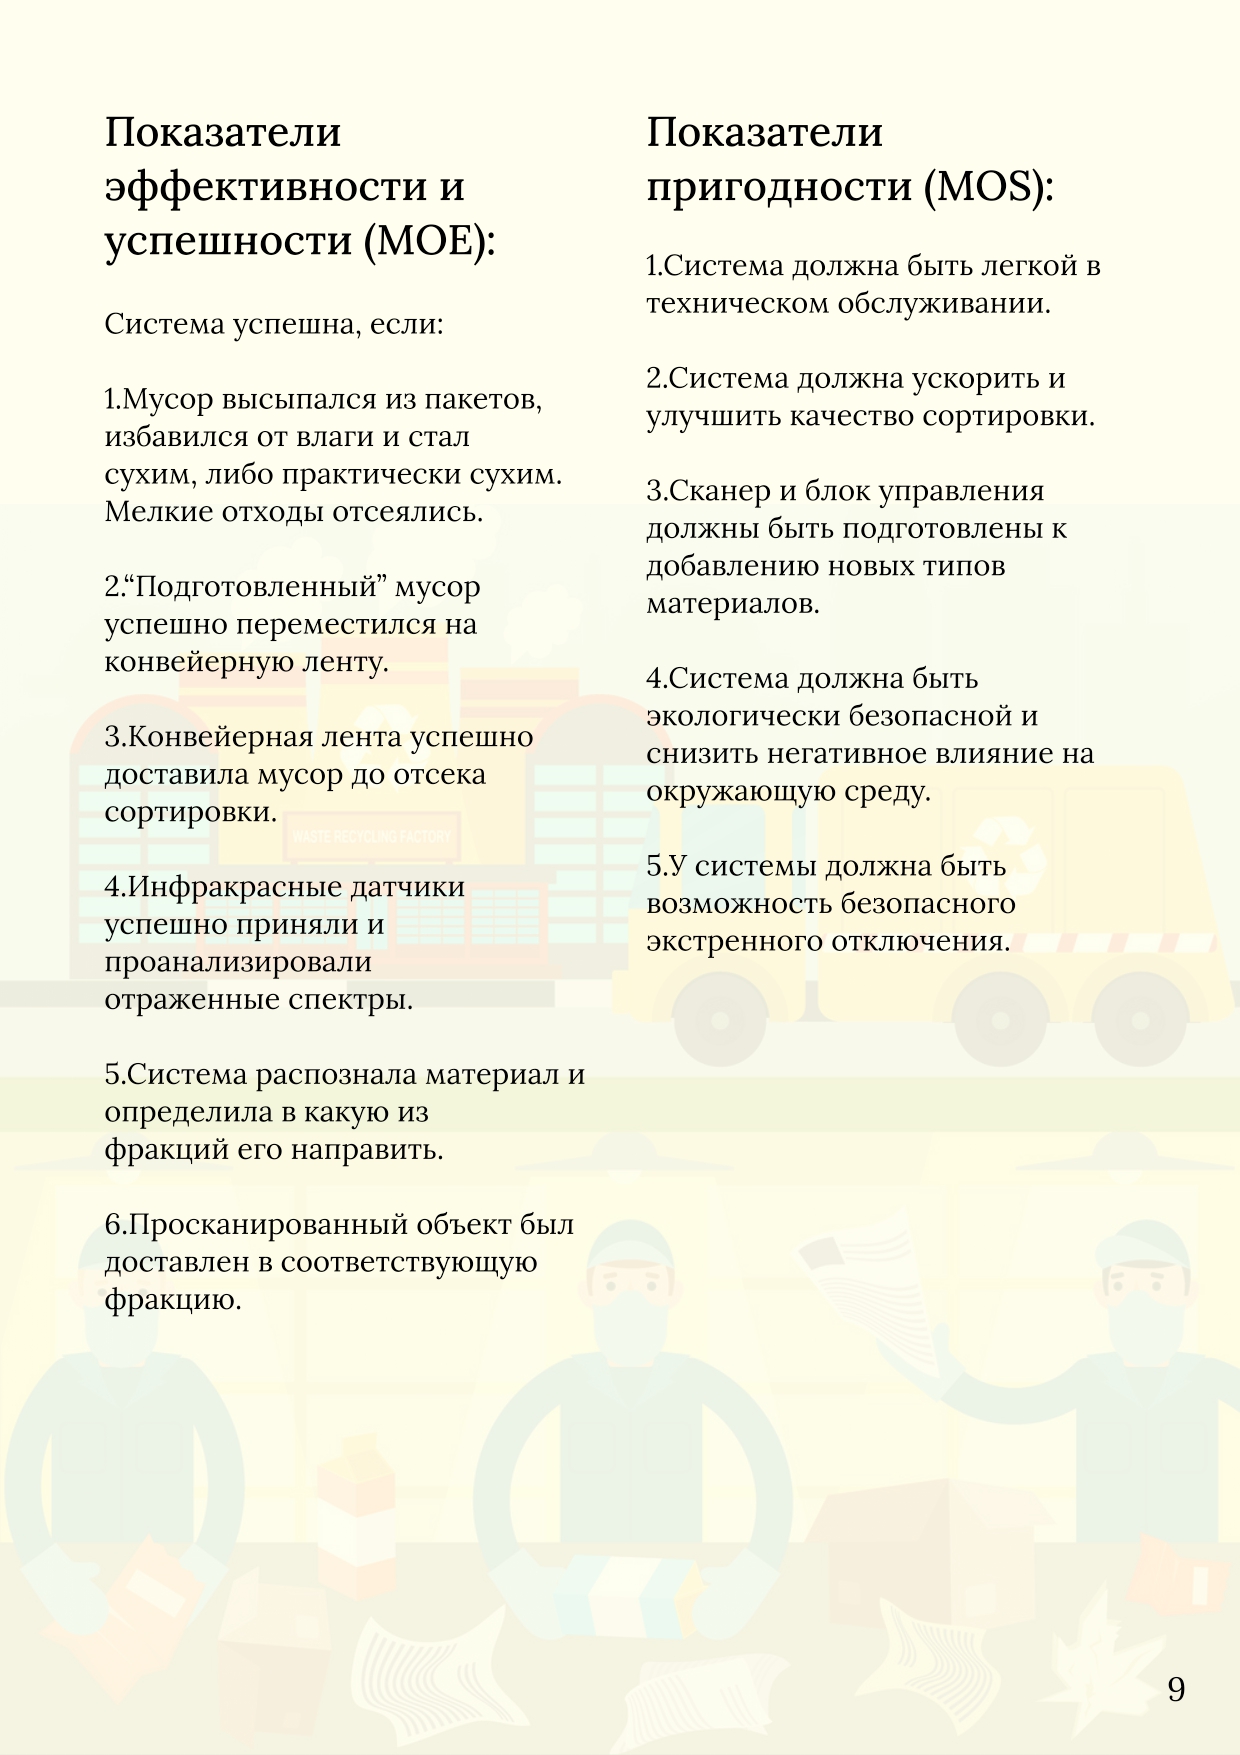 Показатели
эффективности и
успешности (MOE):
Система успешна, если:
1.Мусор высыпался из пакетов,
избавился от влаги и стал
сухим, либо практически сухим.
Мелкие отходы отсеялись.
2.“Подготовленный” мусор
успешно переместился на
конвейерную ленту.
3.Конвейерная лента успешно
доставила мусор до отсека
сортировки.
4.Инфракрасные датчики
успешно приняли и
проанализировали
отраженные спектры.
5.Система распознала материал и
определила в какую из
фракций его направить.
6.Просканированный объект был
доставлен в соответствующую
фракцию.
Показатели
пригодности (MOS):
1.Система должна быть легкой в
техническом обслуживании.
2.Система должна ускорить и
улучшить качество сортировки.
3.Сканер и блок управления
должны быть подготовлены к
добавлению новых типов
материалов.
4.Система должна быть
экологически безопасной и
снизить негативное влияние на
окружающую среду.
5.У системы должна быть
возможность безопасного
экстренного отключения.
WASTE RECYCLING FACTORY
9